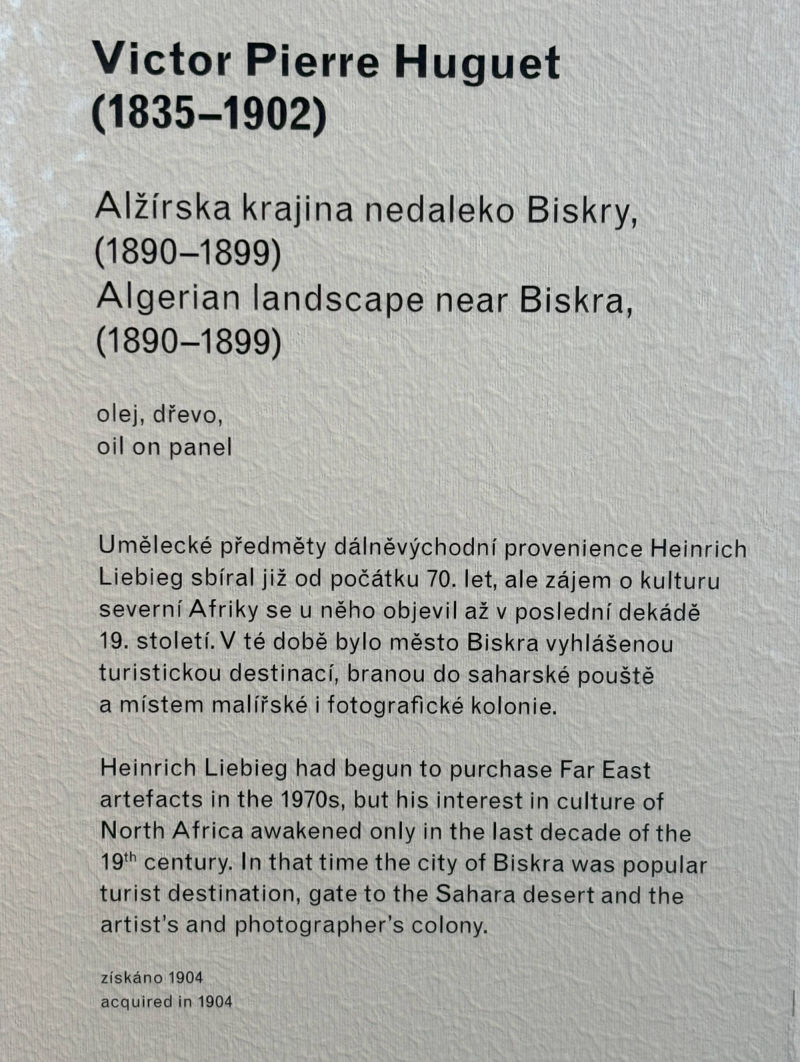 Victor Pierre Huguet
(1835–1902)
Alžírska krajina nedaleko Biskry,
(1890–1899)
Algerian landscape near Biskra,
(1890–1899)
olej, dřevo,
oil on panel
Umělecké předměty dálněvýchodní provenience Heinrich
Liebieg sbíral již od počátku 70. let, ale zájem o kulturu
severní Afriky se u něho objevil až v poslední dekádě
19. století. V té době bylo město Biskra vyhlášenou
turistickou destinací, branou do saharské pouště
a místem malířské i fotografické kolonie.
Heinrich Liebieg had begun to purchase Far East
artefacts in the 1970s, but his interest in culture of
North Africa awakened only in the last decade of the
19th century. In that time the city of Biskra was popular
turist destination, gate to the Sahara desert and the
artist's and photographer's colony.
získáno 1904
acquired in 1904